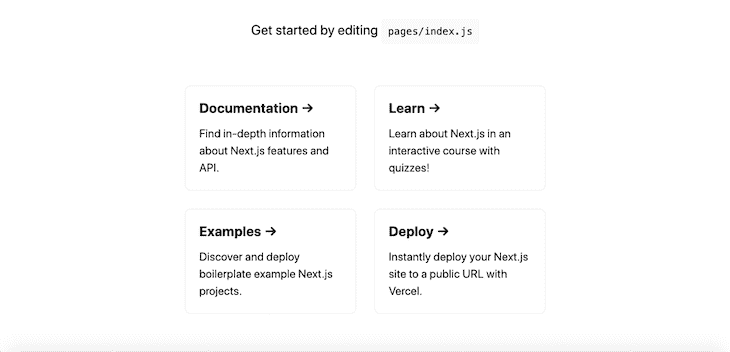 Get started by editing pages/index.js
Documentation →
Find in-depth information
about Next.js features and
API.
Learn →
Learn about Next.js in an
interactive course with
quizzes!
Examples →
Discover and deploy
boilerplate example Next.js
projects.
Deploy →
Instantly deploy your Next.js
site to a public URL with
Vercel.